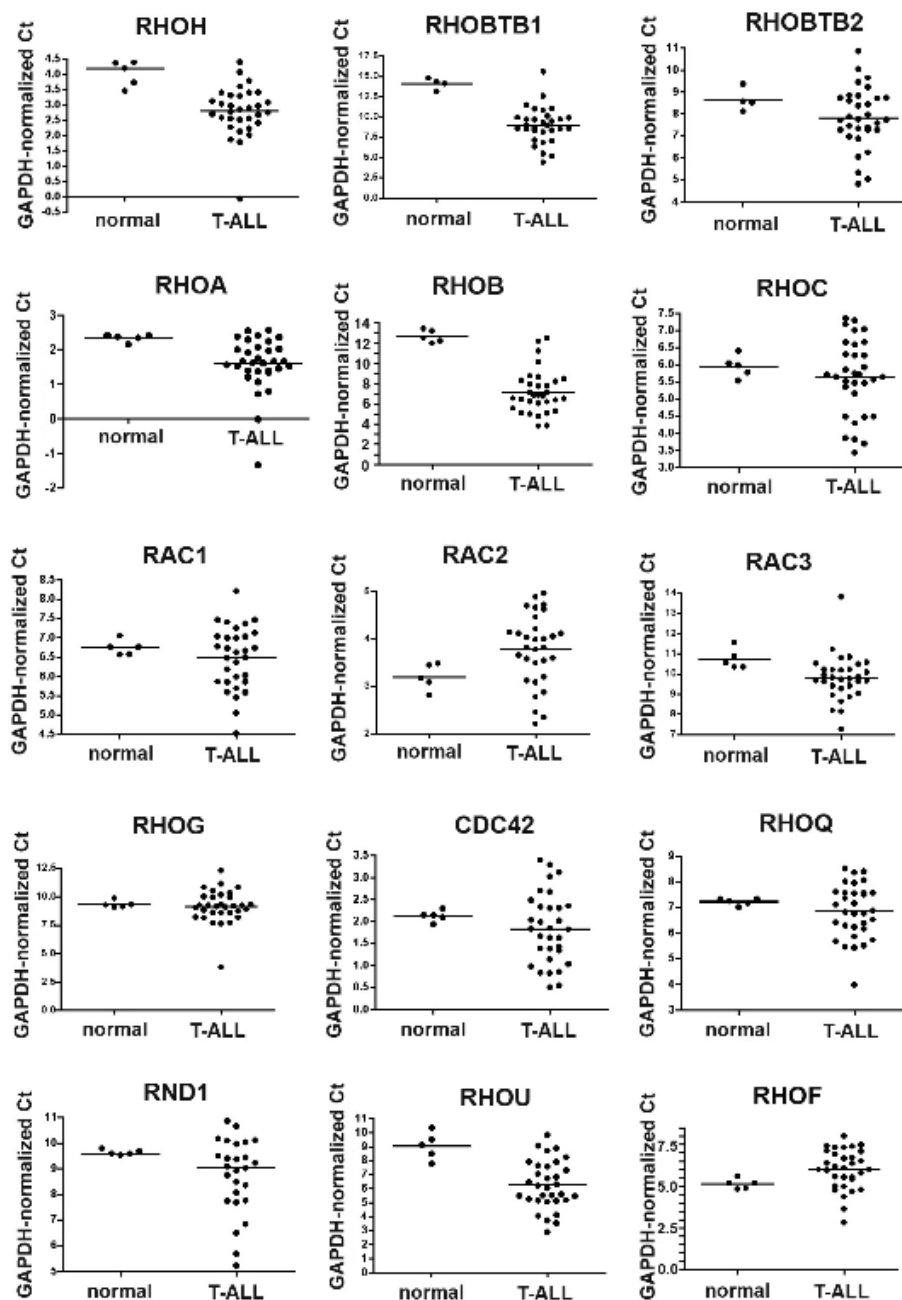 RHOH
RHOBTB1
RHOBTB2
GAPDH-normalized Ct
4.5
4.0
3.5
3.0
2.5
2.0
1.5
1.0
0.5
0.0
-0.5
normal
T-ALL
GAPDH-normalized Ct
17.5
15.0
12.5
10.0
7.5
5.0
2.5
0.0
normal
T-ALL
GAPDH-normalized Ct
11
10
9
8
7
6
5
4
normal
T-ALL
RHOA
RHOB
RHOC
GAPDH-normalized Ct
3
2
1
0
-1
-2
normal
T-ALL
GAPDH-normalized Ct
14
12
10
8
6
4
2
0
normal
T-ALL
GAPDH-normalized Ct
7.5
7.0
6.5
6.0
5.5
5.0
4.5
4.0
3.5
3.0
normal
T-ALL
RAC1
RAC2
RAC3
GAPDH-normalized Ct
8.5
8.0
7.5
7.0
6.5
6.0
5.5
5.0
4.5
normal
T-ALL
GAPDH-normalized Ct
5
4
3
2
normal
T-ALL
GAPDH-normalized Ct
14
13
12
11
10
9
8
7
normal
T-ALL
RHOG
CDC42
RHOQ
GAPDH-normalized Ct
12.5
10.0
7.5
5.0
2.5
0.0
normal
T-ALL
GAPDH-normalized Ct
3.5
3.0
2.5
2.0
1.5
1.0
0.5
0.0
normal
T-ALL
GAPDH-normalized Ct
9
8
7
6
5
4
3
normal
T-ALL
RND1
RHOU
RHOF
GAPDH-normalized Ct
11
10
9
8
7
6
5
normal
T-ALL
GAPDH-normalized Ct
11
10
9
8
7
6
5
4
3
2
1
0
normal
T-ALL
GAPDH-normalized Ct
7.5
5.0
2.5
0.0
normal
T-ALL